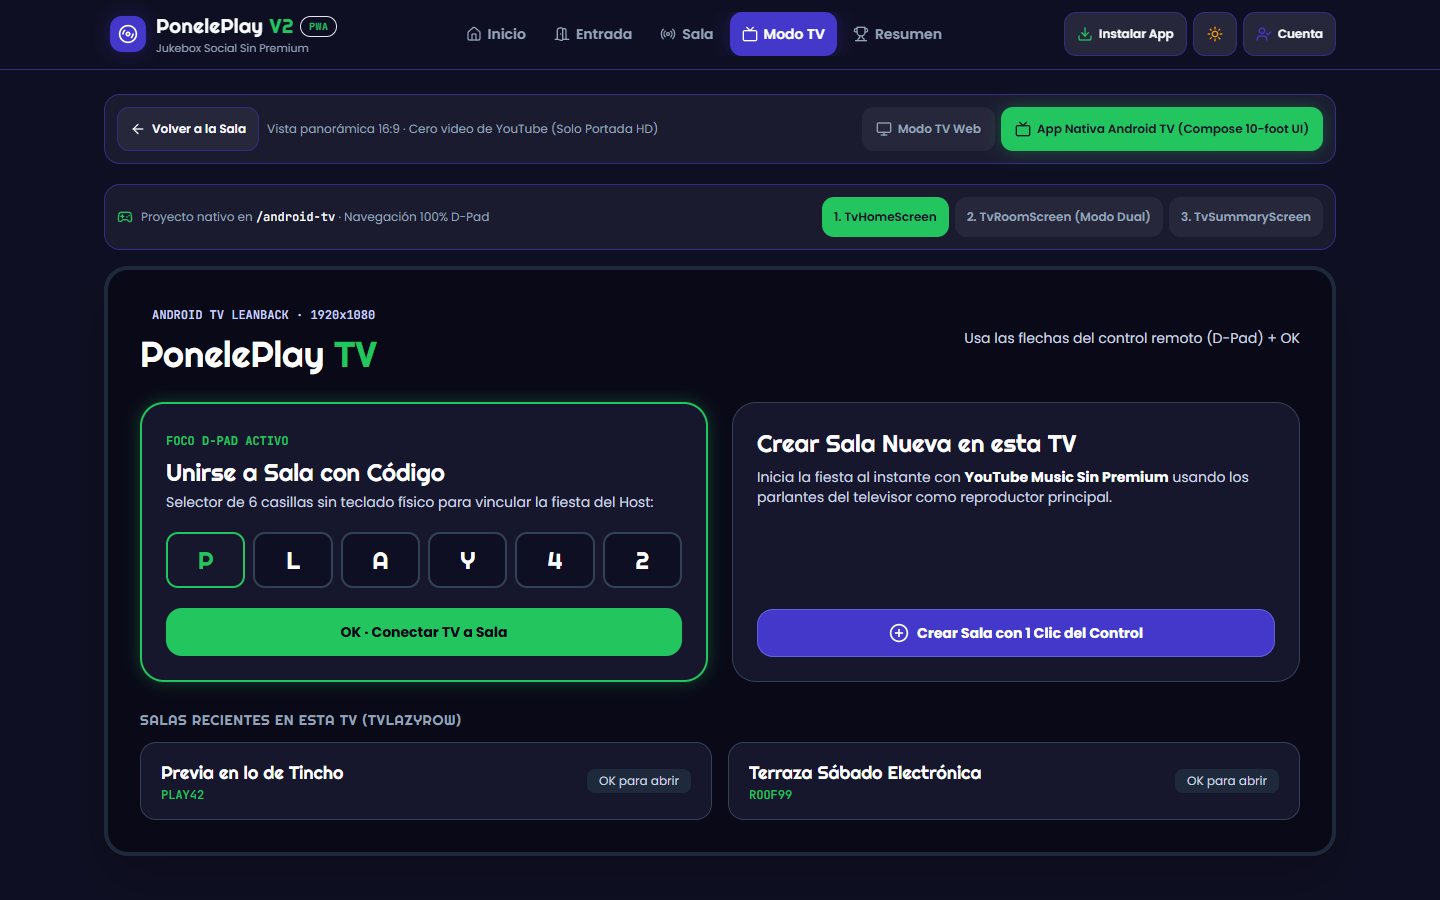 PonelePlay V2 PWA
Jukebox Social Sin Premium
Inicio
Entrada
Sala
Modo TV
Resumen
Instalar App
Cuenta
Volver a la Sala
Vista panorámica 16:9 · Cero video de YouTube (Solo Portada HD)
Modo TV Web
App Nativa Android TV (Compose 10-foot UI)
Proyecto nativo en /android-tv · Navegación 100% D-Pad
1. TvHomeScreen
2. TvRoomScreen (Modo Dual)
3. TvSummaryScreen
ANDROID TV LEANBACK · 1920x1080
PonelePlay TV
Usa las flechas del control remoto (D-Pad) + OK
FOCO D-PAD ACTIVO
Unirse a Sala con Código
Selector de 6 casillas sin teclado físico para vincular la fiesta del Host:
P L A Y 4 2
OK · Conectar TV a Sala
Crear Sala Nueva en esta TV
Inicia la fiesta al instante con YouTube Music Sin Premium usando los
parlantes del televisor como reproductor principal.
Crear Sala con 1 Clic del Control
SALAS RECIENTES EN ESTA TV (TVLAZYROW)
Previa en lo de Tincho
PLAY42
OK para abrir
Terraza Sábado Electrónica
ROOF99
OK para abrir